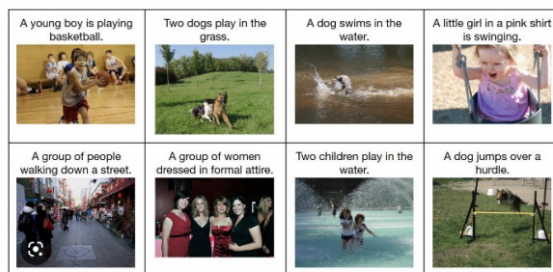 A young boy is playing
basketball.
Two dogs play in the
grass.
A dog swims in the
water.
A little girl in a pink shirt
is swinging.
A group of people
walking down a street.
A group of women
dressed in formal attire.
Two children play in the
water.
A dog jumps over a
hurdle.